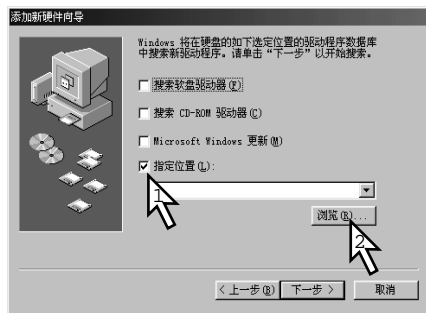 添加新硬件向导
Windows 将在硬盘的如下选定位置的驱动程序数据库
中搜索新驱动程序。请单击“下一步”以开始搜索。
搜索软盘驱动器(F)
搜索 CD-ROM 驱动器(C)
Microsoft Windows 更新(M)
指定位置(L):
1
浏览(R)...
2
< 上一步(B)
下一步 >
取消